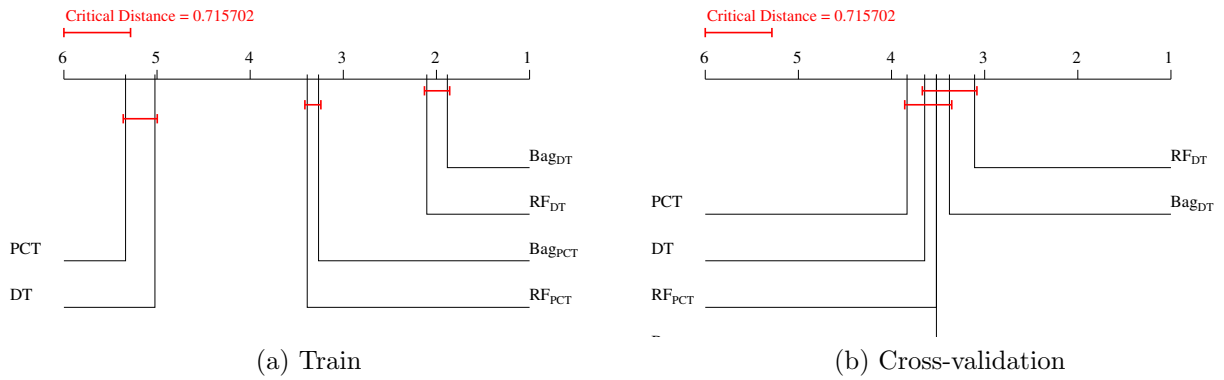 Critical Distance = 0.715702
6 5 4 3 2 1
Bag_DT
RF_DT
PCT Bag_PCT
DT RF_PCT
(a) Train
Critical Distance = 0.715702
6 5 4 3 2 1
RF_DT
PCT Bag_DT
DT
RF_PCT
(b) Cross-validation